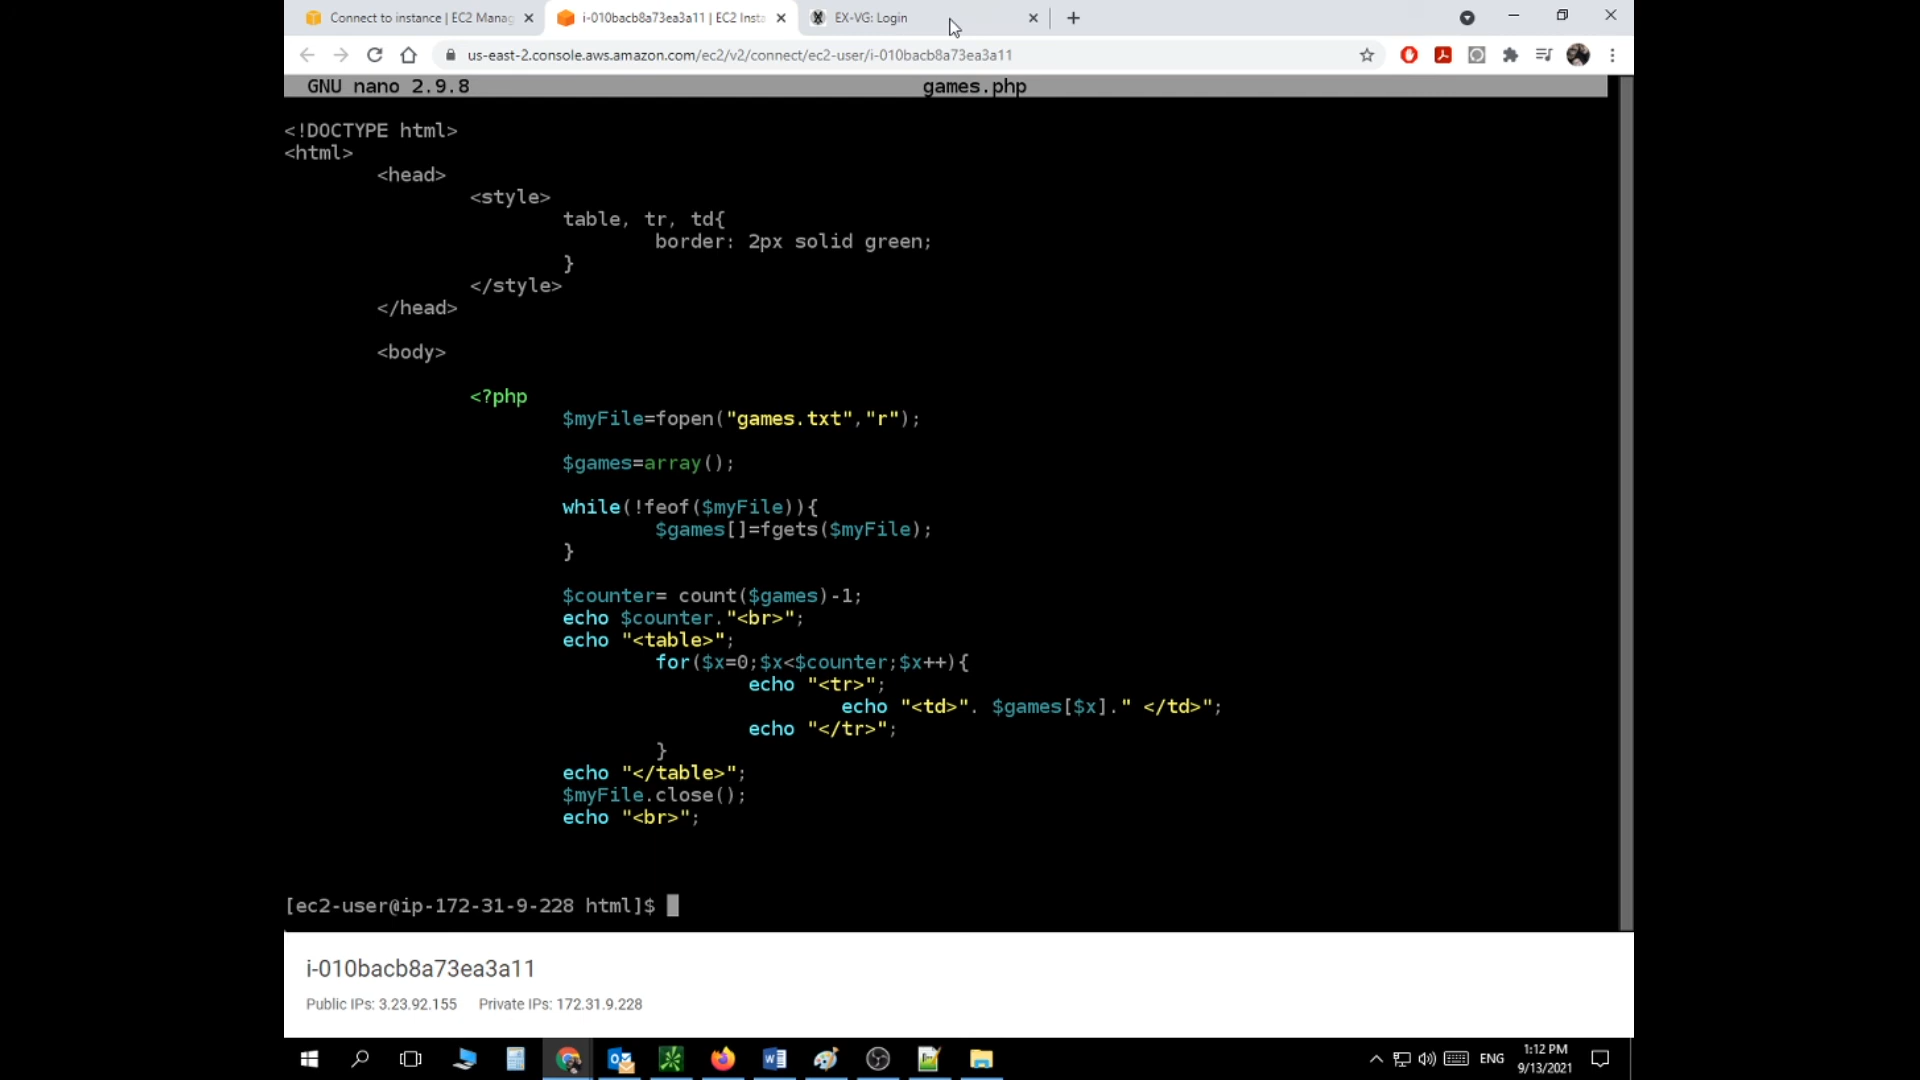 Connect to instance | EC2 Manag
i-010bacb8a73ea3a11 | EC2 Insta
EX-VG: Login
us-east-2.console.aws.amazon.com/ec2/v2/connect/ec2-user/i-010bacb8a73ea3a11
GNU nano 2.9.8 games.php
<!DOCTYPE html>
<html>
<head>
<style>
table, tr, td{
border: 2px solid green;
}
</style>
</head>
<body>
<?php
$myFile=fopen("games.txt","r");
$games=array();
while(!feof($myFile)){
$games[]=fgets($myFile);
}
$counter= count($games)-1;
echo $counter."<br>";
echo "<table>";
for($x=0;$x<$counter;$x++){
echo "<tr>";
echo "<td>". $games[$x]." </td>";
echo "</tr>";
}
echo "</table>";
$myFile.close();
echo "<br>";
[ec2-user@ip-172-31-9-228 html]$
i-010bacb8a73ea3a11
Public IPs: 3.23.92.155 Private IPs: 172.31.9.228
ENG
1:12 PM
9/13/2021